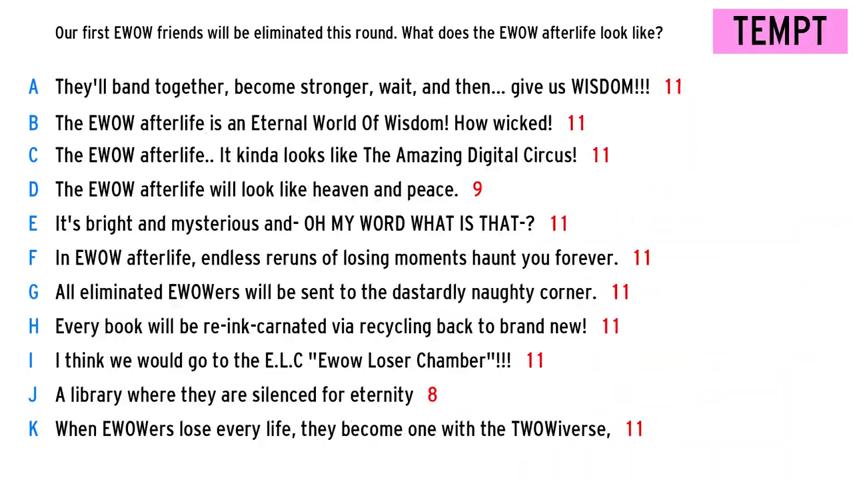 Our first EWOW friends will be eliminated this round. What does the EWOW afterlife look like?
TEMPT
A They'll band together, become stronger, wait, and then... give us WISDOM!!! 11
B The EWOW afterlife is an Eternal World Of Wisdom! How wicked! 11
C The EWOW afterlife.. It kinda looks like The Amazing Digital Circus! 11
D The EWOW afterlife will look like heaven and peace. 9
E It's bright and mysterious and- OH MY WORD WHAT IS THAT-? 11
F In EWOW afterlife, endless reruns of losing moments haunt you forever. 11
G All eliminated EWOWers will be sent to the dastardly naughty corner. 11
H Every book will be re-ink-carnated via recycling back to brand new! 11
I I think we would go to the E.L.C "Ewow Loser Chamber"!!! 11
J A library where they are silenced for eternity 8
K When EWOWers lose every life, they become one with the TWOWiverse, 11